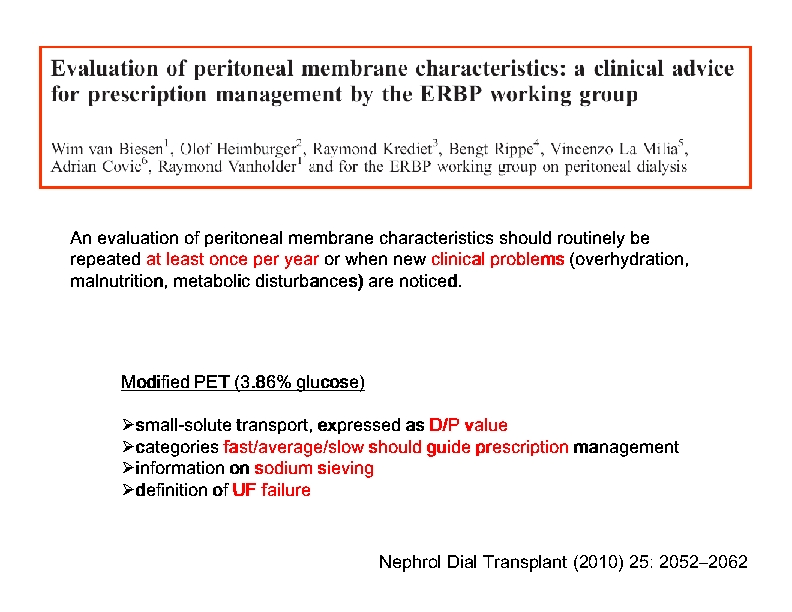 Evaluation of peritoneal membrane characteristics: a clinical advice
for prescription management by the ERBP working group
Wim van Biesen1, Olof Heimburger2, Raymond Krediet3, Bengt Rippe4, Vincenzo La Milia5,
Adrian Covic6, Raymond Vanholder1 and for the ERBP working group on peritoneal dialysis
An evaluation of peritoneal membrane characteristics should routinely be
repeated at least once per year or when new clinical problems (overhydration,
malnutrition, metabolic disturbances) are noticed.
Modified PET (3.86% glucose)
➢small-solute transport, expressed as D/P value
➢categories fast/average/slow should guide prescription management
➢information on sodium sieving
➢definition of UF failure
Nephrol Dial Transplant (2010) 25: 2052–2062